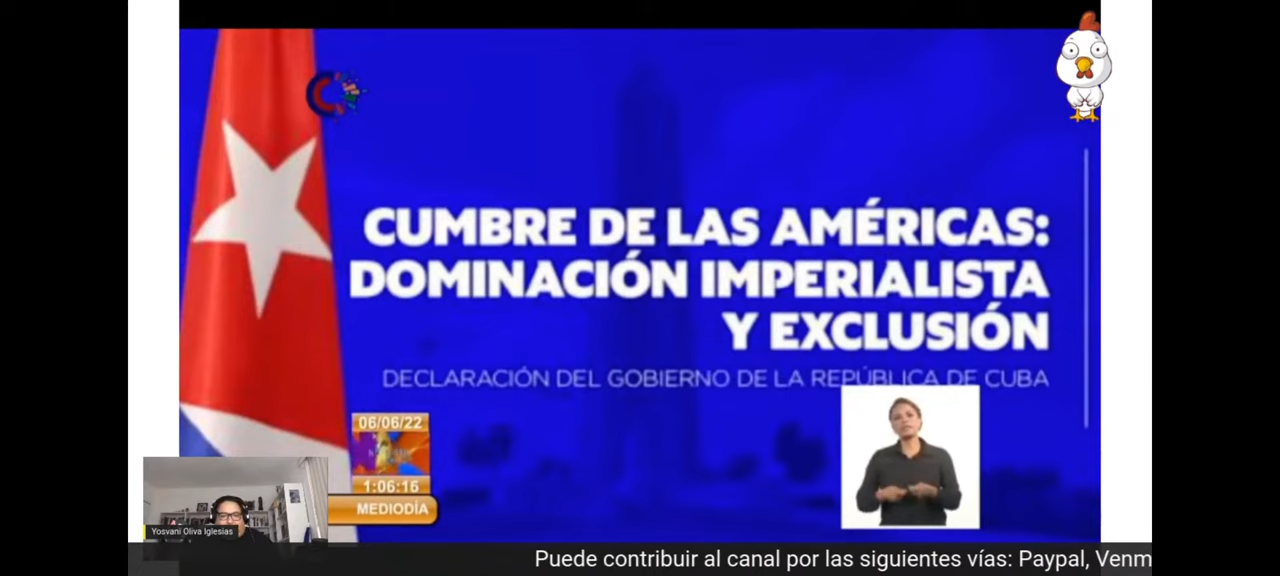 CUMBRE DE LAS AMÉRICAS:
DOMINACIÓN IMPERIALISTA
Y EXCLUSIÓN
DECLARACIÓN DEL GOBIERNO DE LA REPÚBLICA DE CUBA
06/06/22
1:06:16
MEDIODÍA
Yosvani Oliva Iglesias
Puede contribuir al canal por las siguientes vías: Paypal, Venm